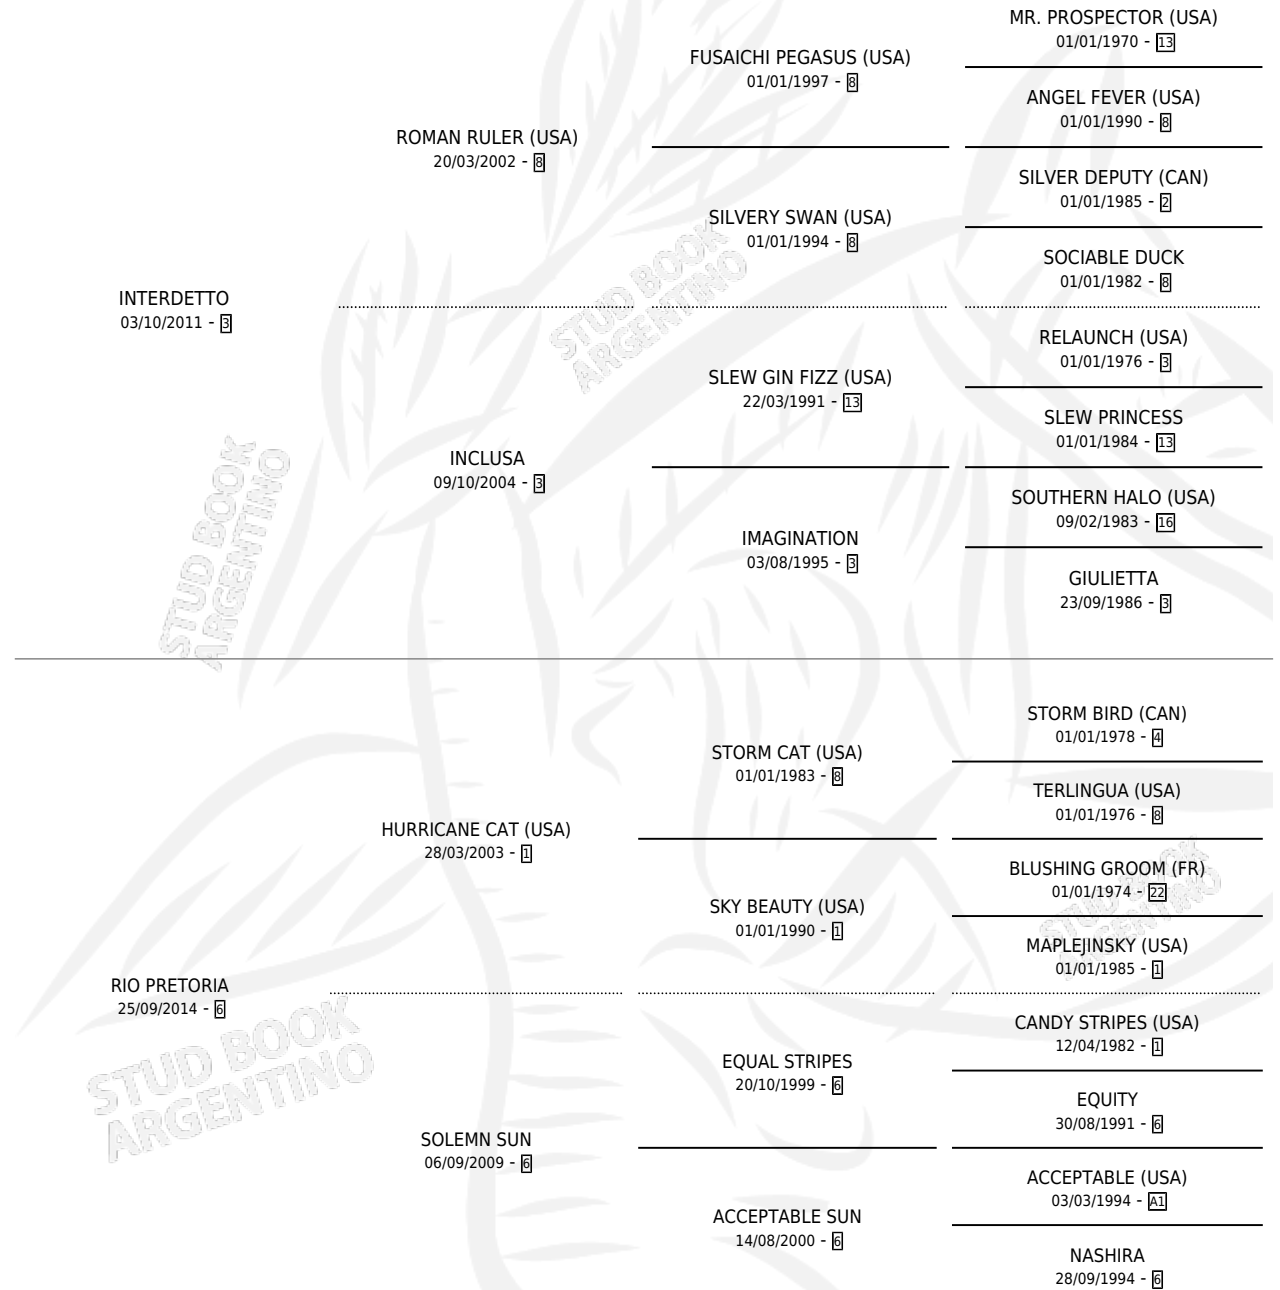 MR. PROSPECTOR (USA)
01/01/1970 - 13
FUSAICHI PEGASUS (USA)
01/01/1997 - 8
ANGEL FEVER (USA)
01/01/1990 - 8
ROMAN RULER (USA)
20/03/2002 - 8
SILVER DEPUTY (CAN)
01/01/1985 - 2
SILVERY SWAN (USA)
01/01/1994 - 8
SOCIABLE DUCK
01/01/1982 - 8
INTERDETTO
03/10/2011 - 3
RELAUNCH (USA)
01/01/1976 - 3
SLEW GIN FIZZ (USA)
22/03/1991 - 13
SLEW PRINCESS
01/01/1984 - 13
INCLUSA
09/10/2004 - 3
SOUTHERN HALO (USA)
09/02/1983 - 16
IMAGINATION
03/08/1995 - 3
GIULIETTA
23/09/1986 - 3
STUD BOOK
ARGENTINO
STUD BOOK
ARGENTINO
STORM BIRD (CAN)
01/01/1978 - 4
STORM CAT (USA)
01/01/1983 - 8
TERLINGUA (USA)
01/01/1976 - 8
HURRICANE CAT (USA)
28/03/2003 - 1
BLUSHING GROOM (FR)
01/01/1974 - 22
SKY BEAUTY (USA)
01/01/1990 - 1
MAPLEJINSKY (USA)
01/01/1985 - 1
RIO PRETORIA
25/09/2014 - 6
CANDY STRIPES (USA)
12/04/1982 - 1
EQUAL STRIPES
20/10/1999 - 6
EQUITY
30/08/1991 - 6
SOLEMN SUN
06/09/2009 - 6
ACCEPTABLE (USA)
03/03/1994 - A1
ACCEPTABLE SUN
14/08/2000 - 6
NASHIRA
28/09/1994 - 6
STUD BOOK
ARGENTINO
STUD BOOK
ARGENTINO